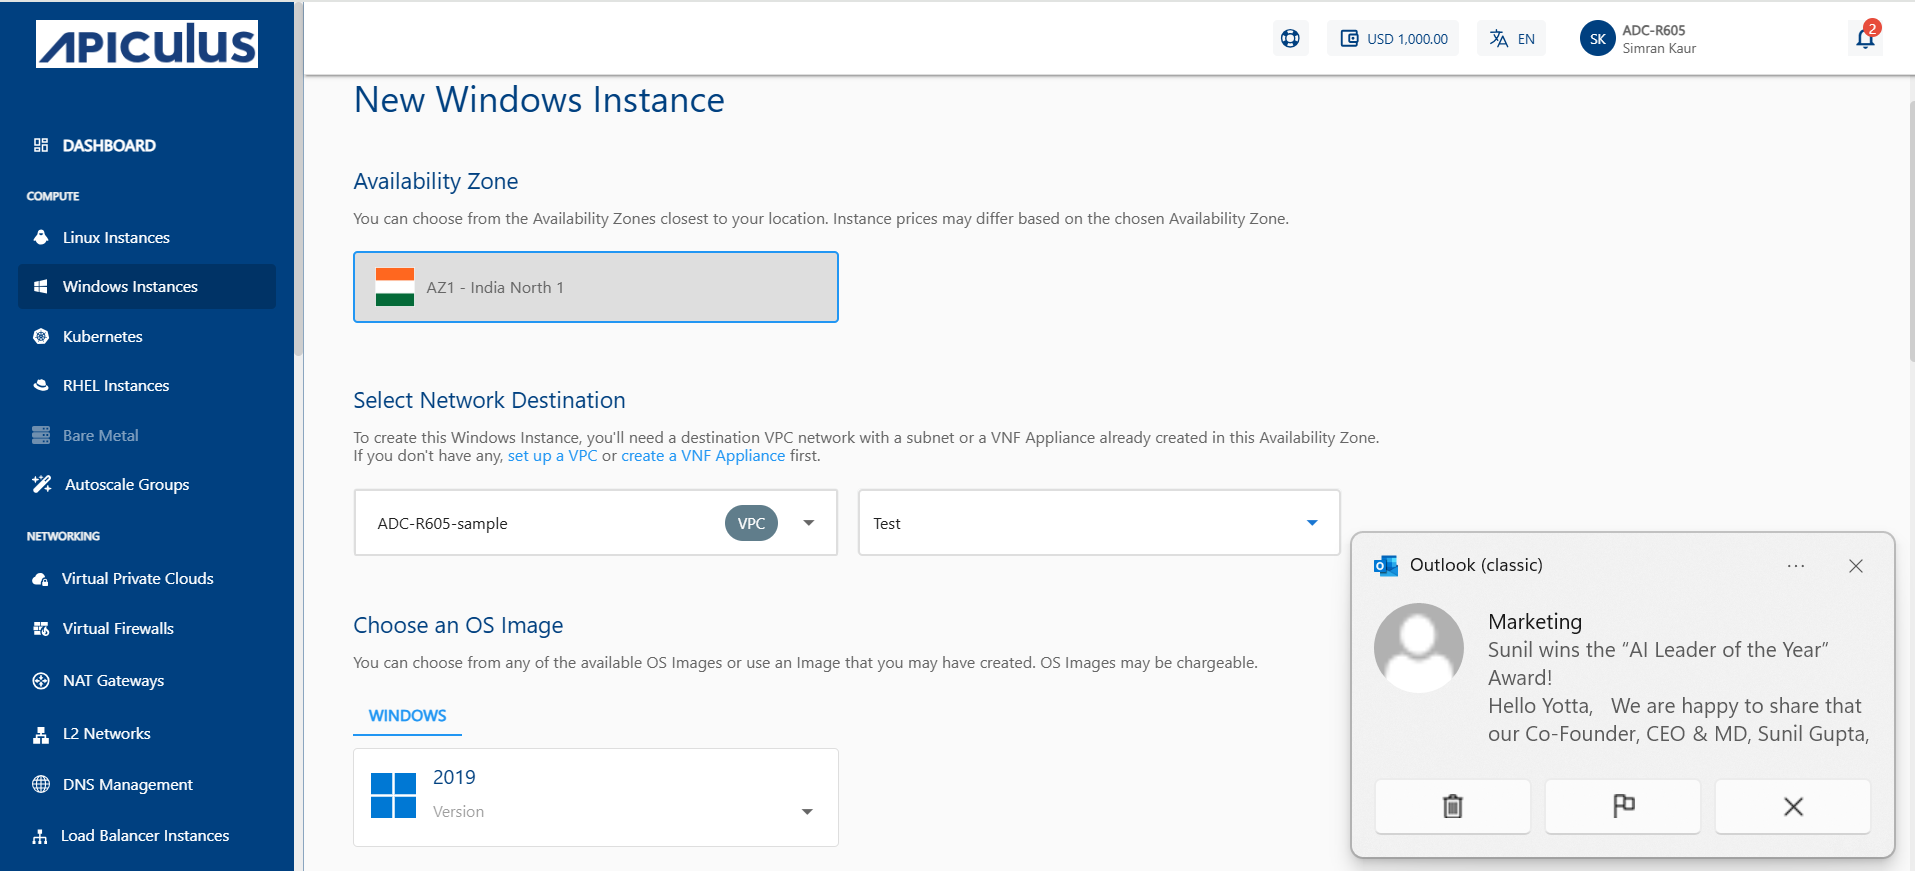 APICULUS
USD 1,000.00
EN
SK
ADC-R605
Simran Kaur
2
DASHBOARD
COMPUTE
Linux Instances
Windows Instances
Kubernetes
RHEL Instances
Bare Metal
Autoscale Groups
NETWORKING
Virtual Private Clouds
Virtual Firewalls
NAT Gateways
L2 Networks
DNS Management
Load Balancer Instances
New Windows Instance
Availability Zone
You can choose from the Availability Zones closest to your location. Instance prices may differ based on the chosen Availability Zone.
AZ1 - India North 1
Select Network Destination
To create this Windows Instance, you'll need a destination VPC network with a subnet or a VNF Appliance already created in this Availability Zone.
If you don't have any, set up a VPC or create a VNF Appliance first.
ADC-R605-sample
VPC
Test
Choose an OS Image
You can choose from any of the available OS Images or use an Image that you may have created. OS Images may be chargeable.
WINDOWS
2019
Version
Outlook (classic)
Marketing
Sunil wins the “AI Leader of the Year”
Award!
Hello Yotta, We are happy to share that
our Co-Founder, CEO & MD, Sunil Gupta,